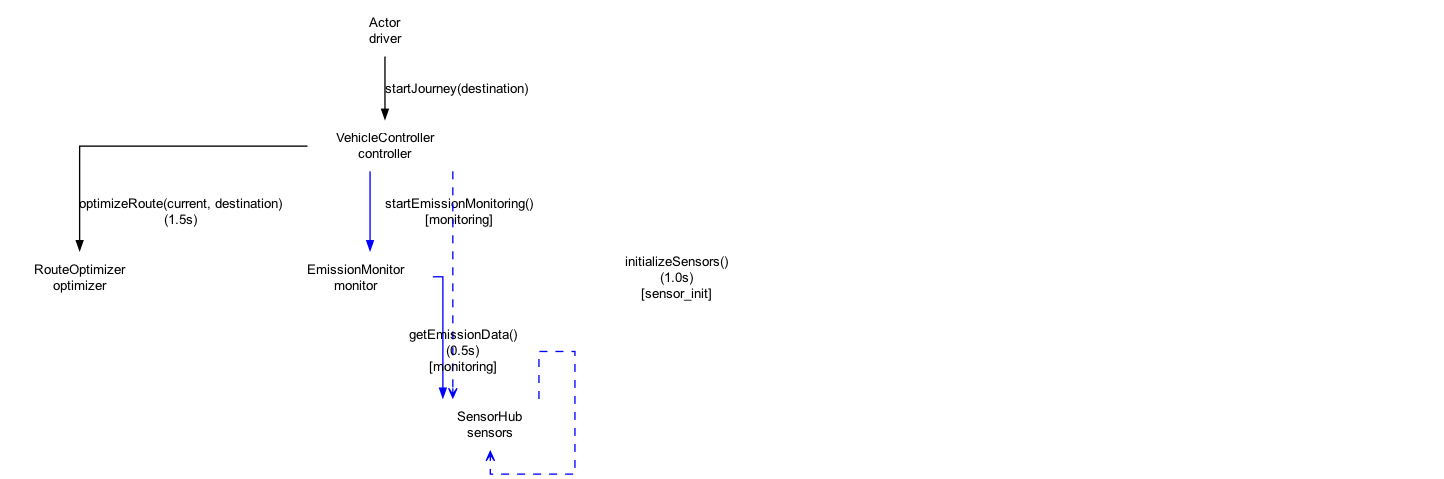 Actor
driver
startJourney(destination)
VehicleController
controller
optimizeRoute(current, destination)
(1.5s)
startEmissionMonitoring()
[monitoring]
RouteOptimizer
optimizer
EmissionMonitor
monitor
initializeSensors()
(1.0s)
[sensor_init]
getEmissionData()
(0.5s)
[monitoring]
SensorHub
sensors